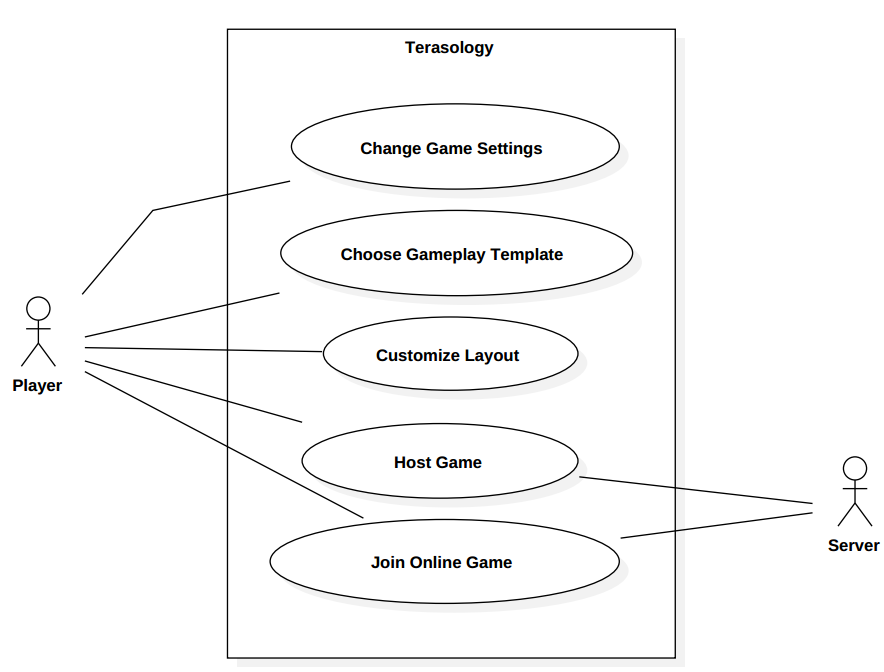 Terasology
Change Game Settings
Choose Gameplay Template
Customize Layout
Player
Host Game
Server
Join Online Game